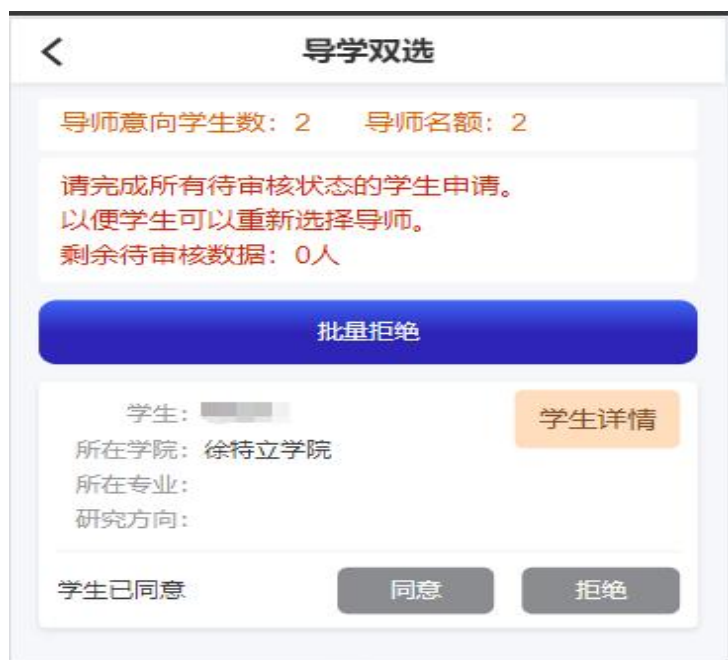 导学双选
导师意向学生数：2 导师名额：2
请完成所有待审核状态的学生申请。
以便学生可以重新选择导师。
剩余待审核数据：0人
批量拒绝
学生：
学生详情
所在学院：徐特立学院
所在专业：
研究方向：
学生已同意 同意 拒绝